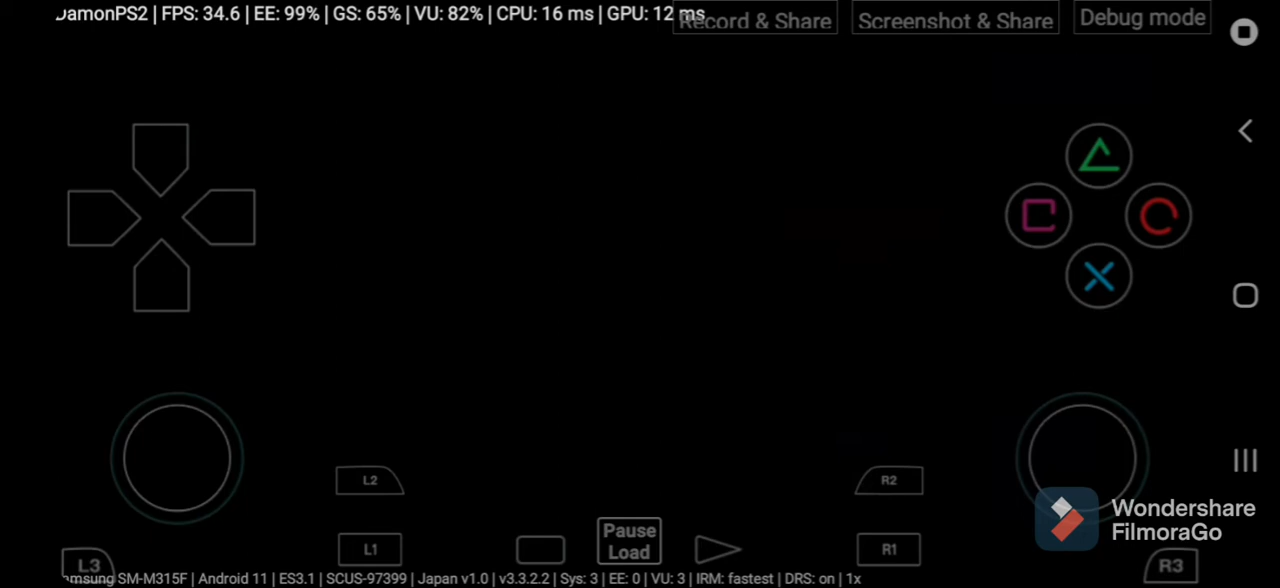 DamonPS2 | FPS: 34.6 | EE: 99% | GS: 65% | VU: 82% | CPU: 16 ms | GPU: 12 ms
Record & Share
Screenshot & Share
Debug mode
L2
R2
Wondershare
FilmoraGo
Pause
Load
L1
R1
L3
R3
msung SM-M315F | Android 11 | ES3.1 | SCUS-97399 | Japan v1.0 | v3.3.2.2 | Sys: 3 | EE: 0 | VU: 3 | IRM: fastest | DRS: on | 1x